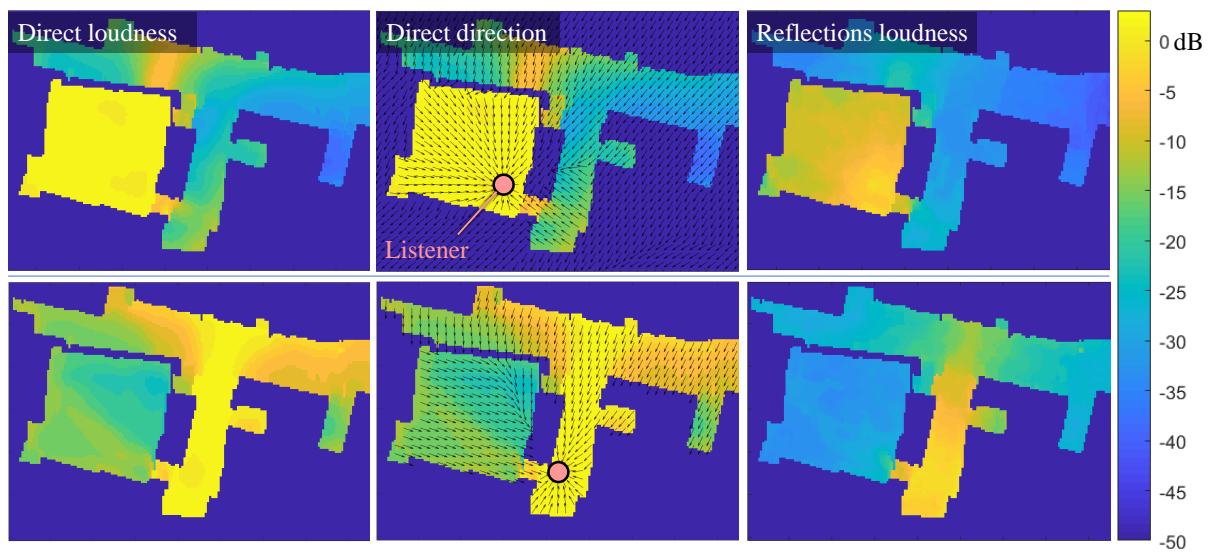 Direct loudness
Direct direction
Reflections loudness
Listener
0 dB
-5
-10
-15
-20
-25
-30
-35
-40
-45
-50